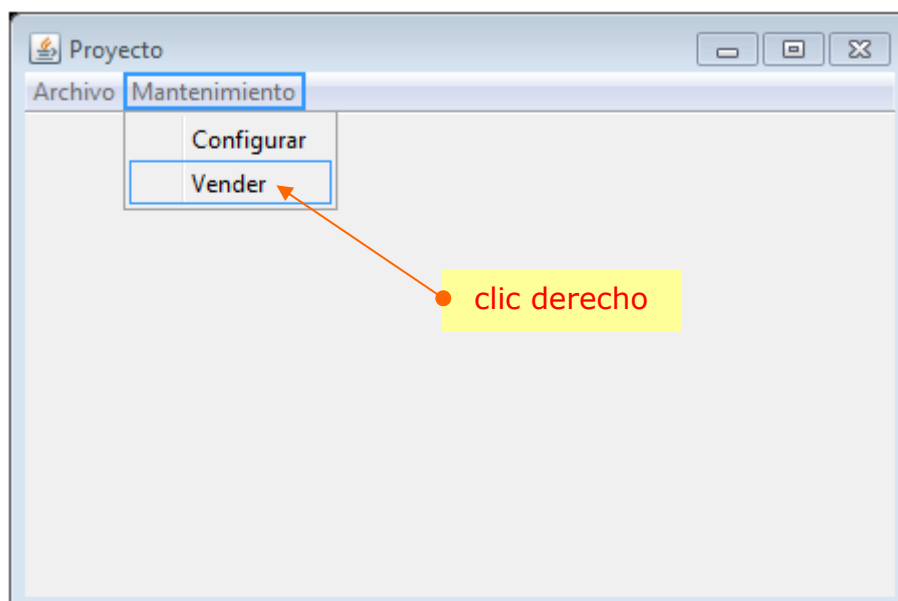 Proyecto
Archivo Mantenimiento
Configurar
Vender
clic derecho